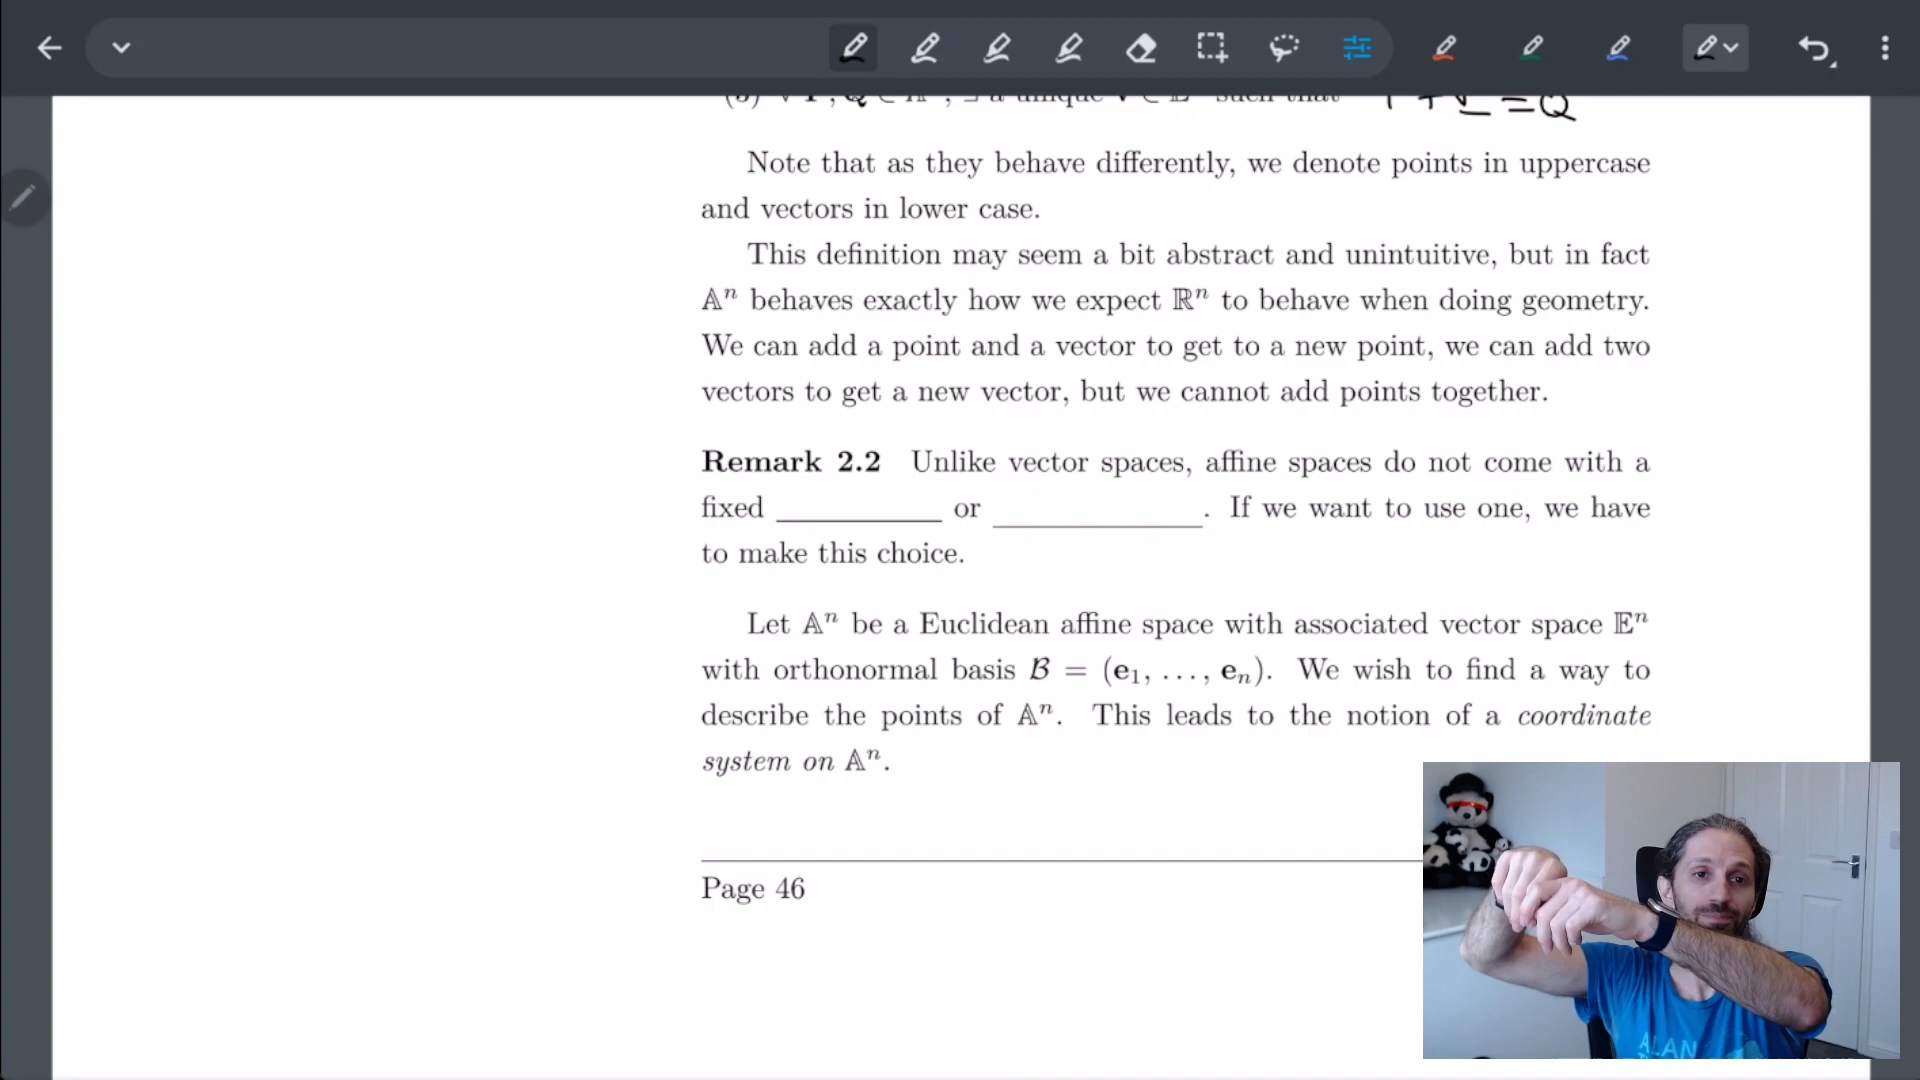 Note that as they behave differently, we denote points in uppercase
and vectors in lower case.
This definition may seem a bit abstract and unintuitive, but in fact
𝔸ⁿ behaves exactly how we expect ℝⁿ to behave when doing geometry.
We can add a point and a vector to get to a new point, we can add two
vectors to get a new vector, but we cannot add points together.
Remark 2.2 Unlike vector spaces, affine spaces do not come with a
fixed ___________ or ______________. If we want to use one, we have
to make this choice.
Let 𝔸ⁿ be a Euclidean affine space with associated vector space 𝔼ⁿ
with orthonormal basis ℬ = (e₁, ..., eₙ). We wish to find a way to
describe the points of 𝔸ⁿ. This leads to the notion of a coordinate
system on 𝔸ⁿ.
Page 46
ALAN